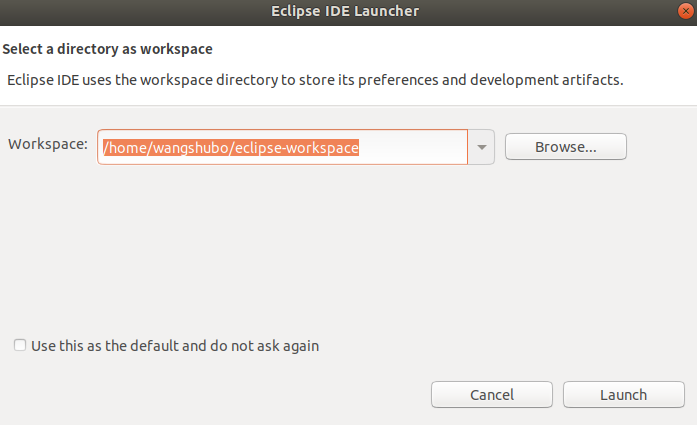 Eclipse IDE Launcher
Select a directory as workspace
Eclipse IDE uses the workspace directory to store its preferences and development artifacts.
Workspace: /home/wangshubo/eclipse-workspace Browse...
Use this as the default and do not ask again
Cancel Launch